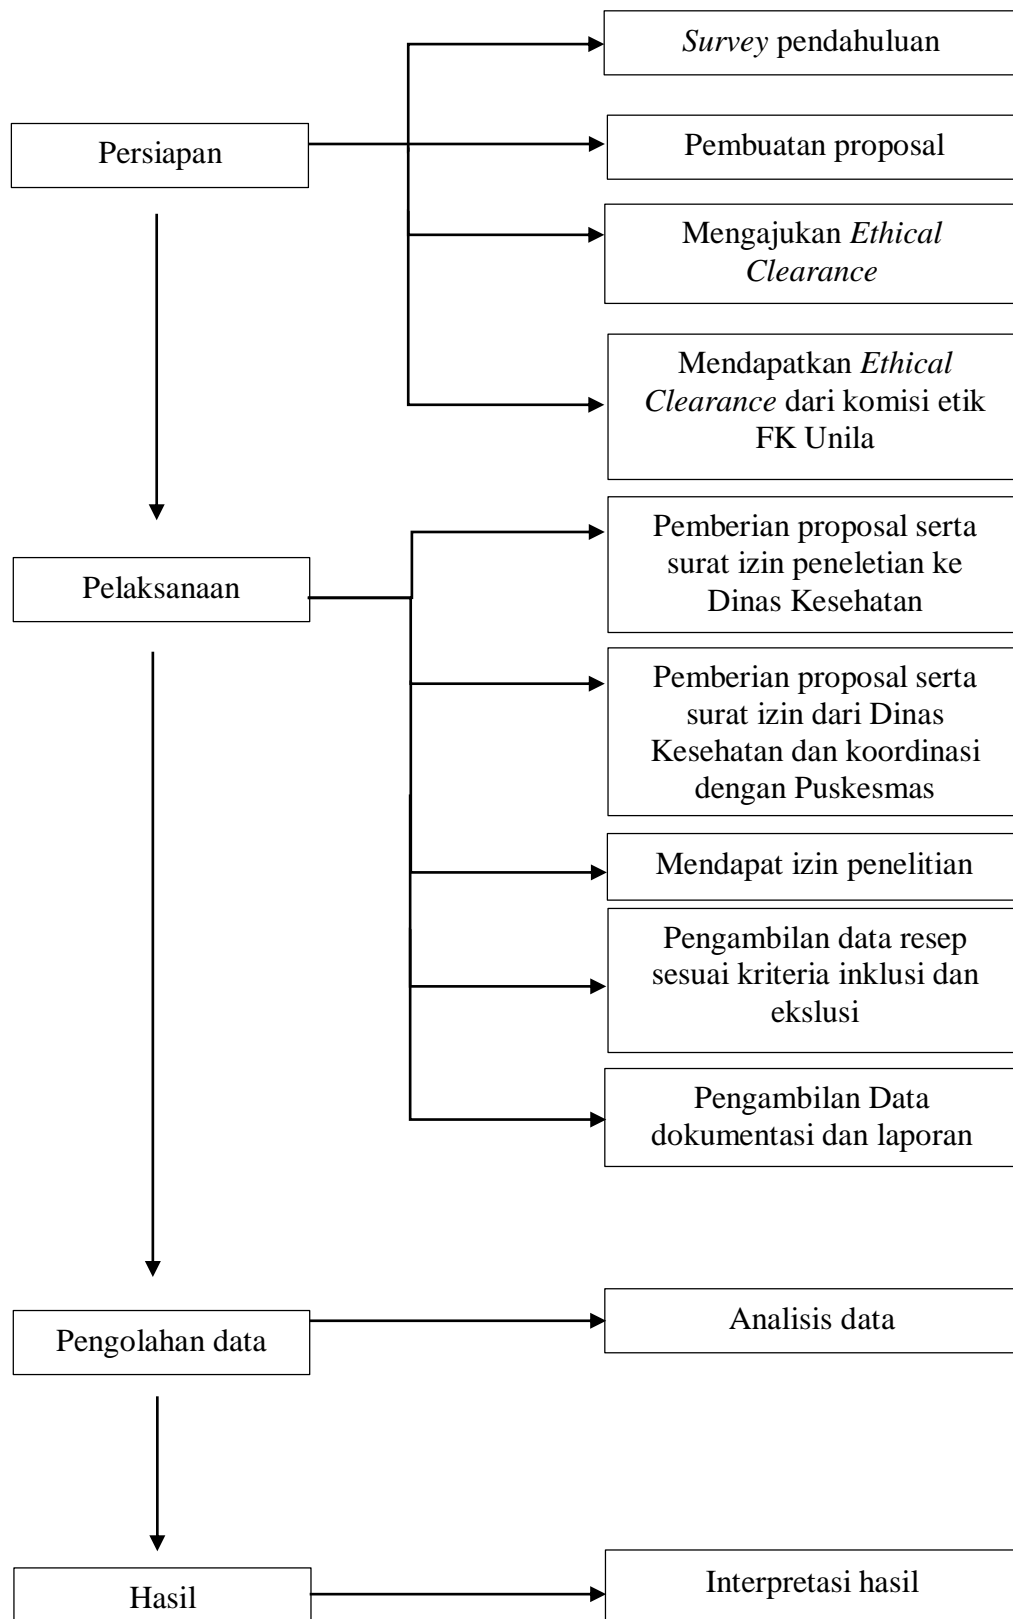 Survey pendahuluan
Persiapan
Pembuatan proposal
Mengajukan Ethical
Clearance
Mendapatkan Ethical
Clearance dari komisi etik
FK Unila
Pelaksanaan
Pemberian proposal serta
surat izin peneletian ke
Dinas Kesehatan
Pemberian proposal serta
surat izin dari Dinas
Kesehatan dan koordinasi
dengan Puskesmas
Mendapat izin penelitian
Pengambilan data resep
sesuai kriteria inklusi dan
ekslusi
Pengambilan Data
dokumentasi dan laporan
Pengolahan data
Analisis data
Hasil
Interpretasi hasil